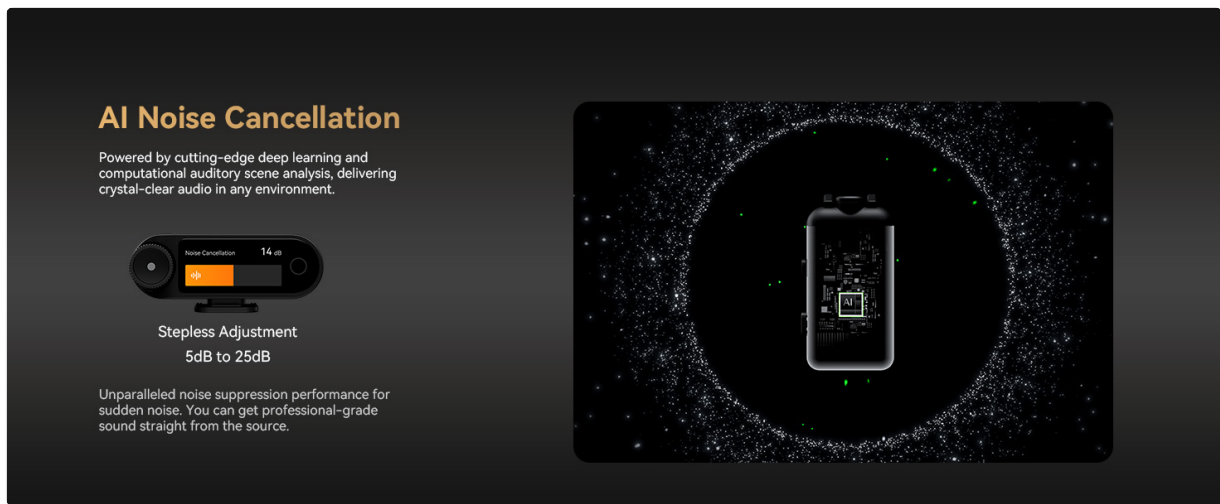 AI Noise Cancellation
Powered by cutting-edge deep learning and
computational auditory scene analysis, delivering
crystal-clear audio in any environment.
Noise Cancellation 14 dB
Stepless Adjustment
5dB to 25dB
Unparalleled noise suppression performance for
sudden noise. You can get professional-grade
sound straight from the source.
AI